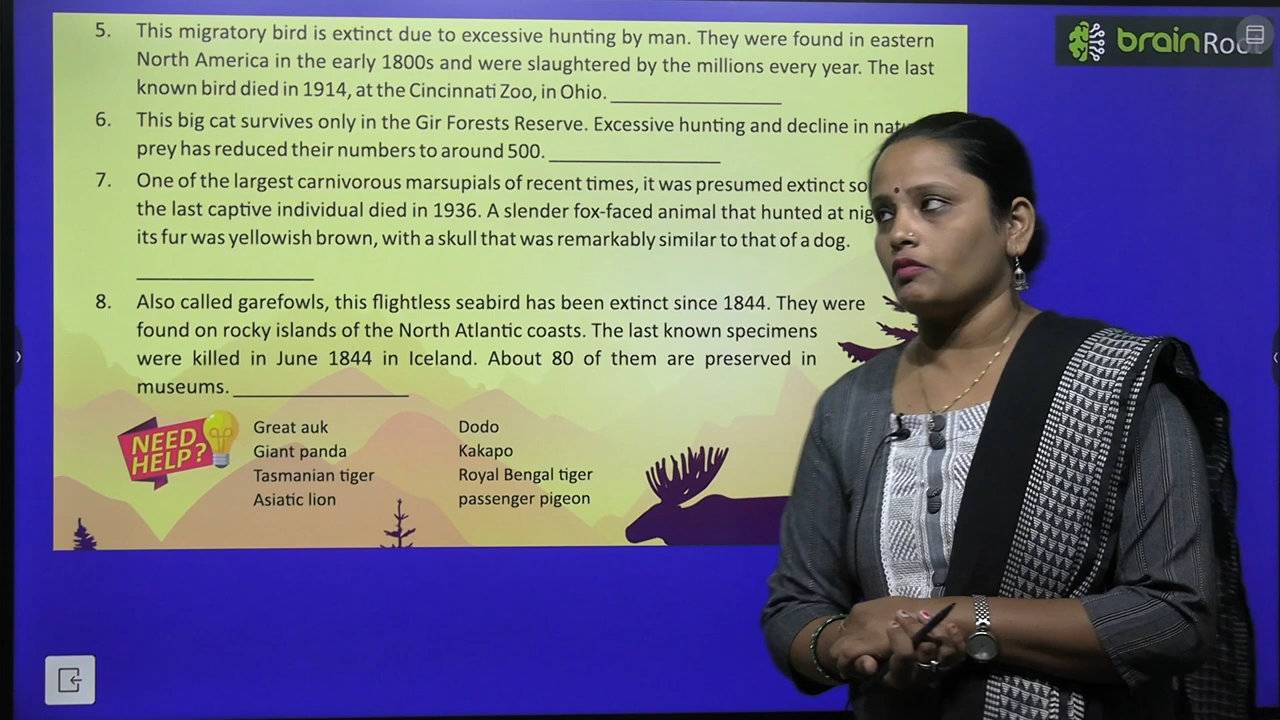 brainRoot
5. This migratory bird is extinct due to excessive hunting by man. They were found in eastern
North America in the early 1800s and were slaughtered by the millions every year. The last
known bird died in 1914, at the Cincinnati Zoo, in Ohio.
6. This big cat survives only in the Gir Forests Reserve. Excessive hunting and decline in
prey has reduced their numbers to around 500.
7. One of the largest carnivorous marsupials of recent times, it was presumed extinct
the last captive individual died in 1936. A slender fox-faced animal that hunted at
its fur was yellowish brown, with a skull that was remarkably similar to that of a dog.
8. Also called garefowls, this flightless seabird has been extinct since 1844. They were
found on rocky islands of the North Atlantic coasts. The last known specimens
were killed in June 1844 in Iceland. About 80 of them are preserved in
museums.
NEED HELP?
Great auk
Giant panda
Tasmanian tiger
Asiatic lion
Dodo
Kakapo
Royal Bengal tiger
passenger pigeon